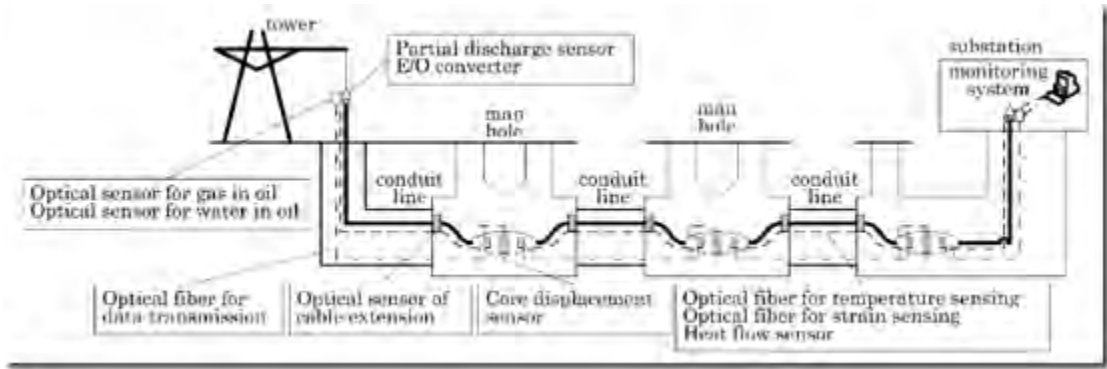 tower
Partial discharge sensor
E/O converter
substation
monitoring
system
man
hole
man
hole
Optical sensor for gas in oil
Optical sensor for water in oil
conduit
line
conduit
line
conduit
line
Optical fiber for
data transmission
Optical sensor of
cable extension
Core displacement
sensor
Optical fiber for temperature sensing
Optical fiber for strain sensing
Heat flow sensor